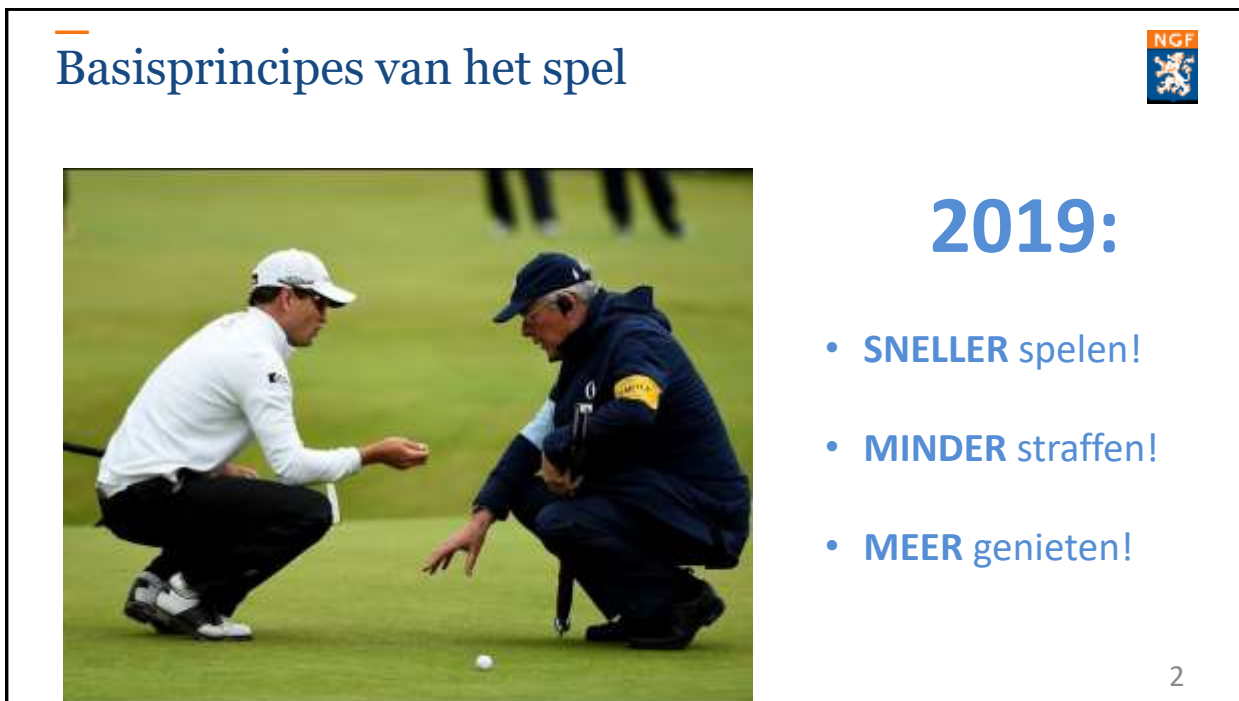 Basisprincipes van het spel
NGF
2019:
• SNELLER spelen!
• MINDER straffen!
• MEER genieten!
2